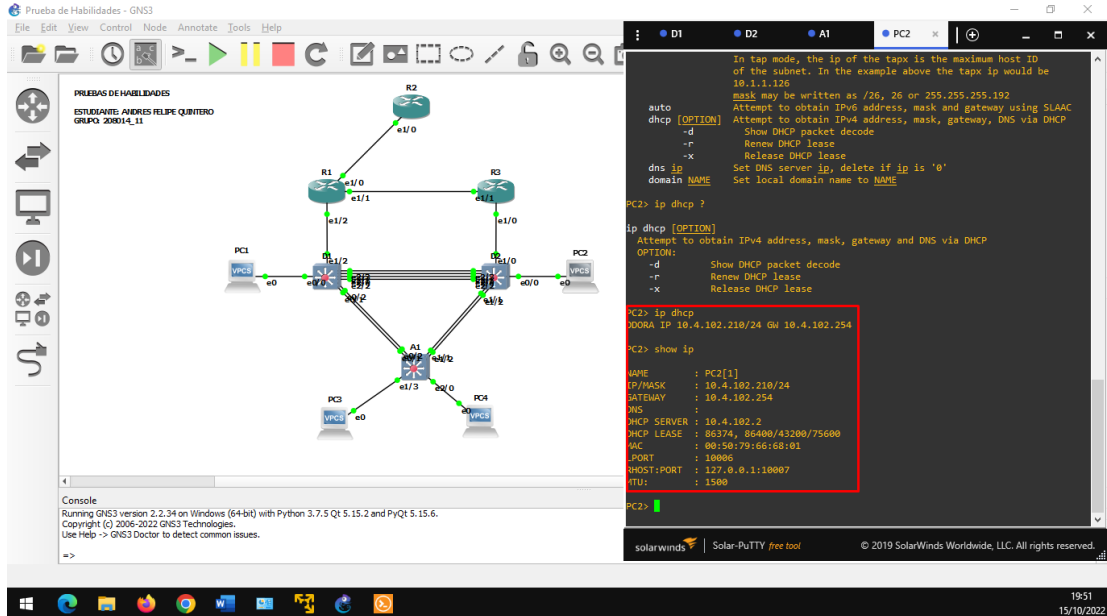 Prueba de Habilidades - GNS3
File Edit View Control Node Annotate Tools Help
PRUEBAS DE HABILIDADES
ESTUDIANTE: ANDRES FELIPE QUINTERO
GRUPO: 208014_11
R2
e1/0
R1
e1/0
e1/1
R3
e1/1
e1/2
e1/0
PC1
VPCS
e0
D1
e1/2
D2
e1/0
e0/0
PC2
VPCS
e0
A1
e1/3
e2/0
PC3
VPCS
e0
PC4
VPCS
e0
Console
Running GNS3 version 2.2.34 on Windows (64-bit) with Python 3.7.5 Qt 5.15.2 and PyQt 5.15.6.
Copyright (c) 2006-2022 GNS3 Technologies.
Use Help -> GNS3 Doctor to detect common issues.
=>
D1 D2 A1 PC2
In tap mode, the ip of the tapx is the maximum host ID
of the subnet. In the example above the tapx ip would be
10.1.1.126
mask may be written as /26, 26 or 255.255.255.192
auto Attempt to obtain IPv6 address, mask and gateway using SLAAC
dhcp [OPTION] Attempt to obtain IPv4 address, mask, gateway, DNS via DHCP
-d Show DHCP packet decode
-r Renew DHCP lease
-x Release DHCP lease
dns ip Set DNS server ip, delete if ip is '0'
domain NAME Set local domain name to NAME
PC2> ip dhcp ?
ip dhcp [OPTION]
Attempt to obtain IPv4 address, mask, gateway and DNS via DHCP
OPTION:
-d Show DHCP packet decode
-r Renew DHCP lease
-x Release DHCP lease
PC2> ip dhcp
DDORA IP 10.4.102.210/24 GW 10.4.102.254
PC2> show ip
NAME : PC2[1]
IP/MASK : 10.4.102.210/24
GATEWAY : 10.4.102.254
DNS :
DHCP SERVER : 10.4.102.2
DHCP LEASE : 86374, 86400/43200/75600
MAC : 00:50:79:66:68:01
LPORT : 10006
RHOST:PORT : 127.0.0.1:10007
MTU: : 1500
PC2>
solarwinds Solar-PuTTY free tool © 2019 SolarWinds Worldwide, LLC. All rights reserved.
19:51
15/10/2022